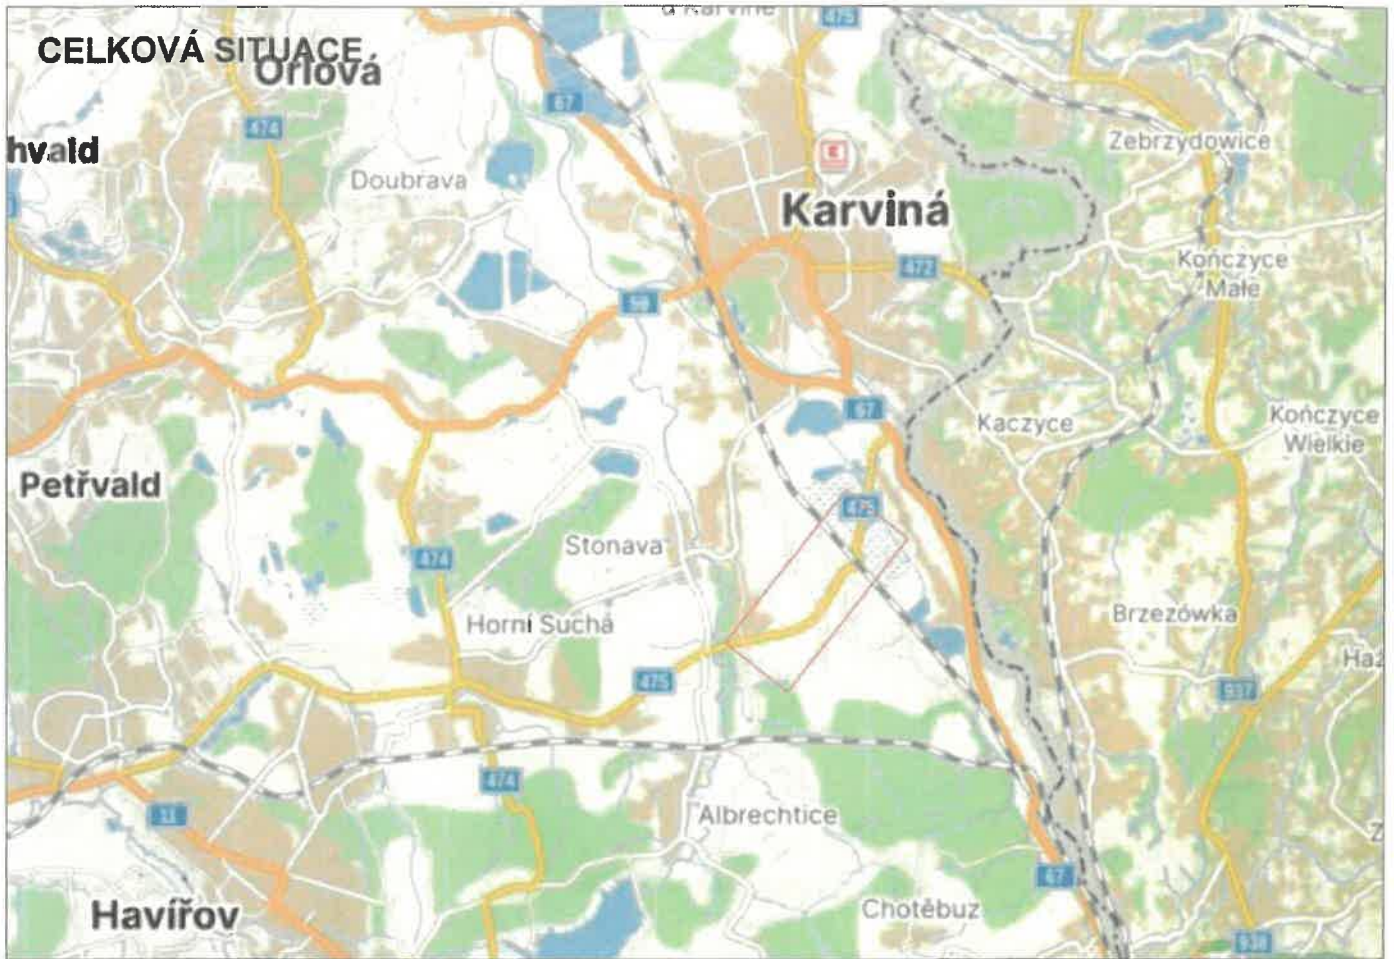 CELKOVÁ SITUACE
Orlová
475
67
474
hvald
Doubrava
Zebrzydowice
Karviná
472
Kończyce
Małe
59
67
Kaczyce
Kończyce
Wielkie
Petřvald
475
474
Stonava
Horní Suchá
Brzezówka
475
937
474
11
Albrechtice
67
Havířov
Chotěbuz
938